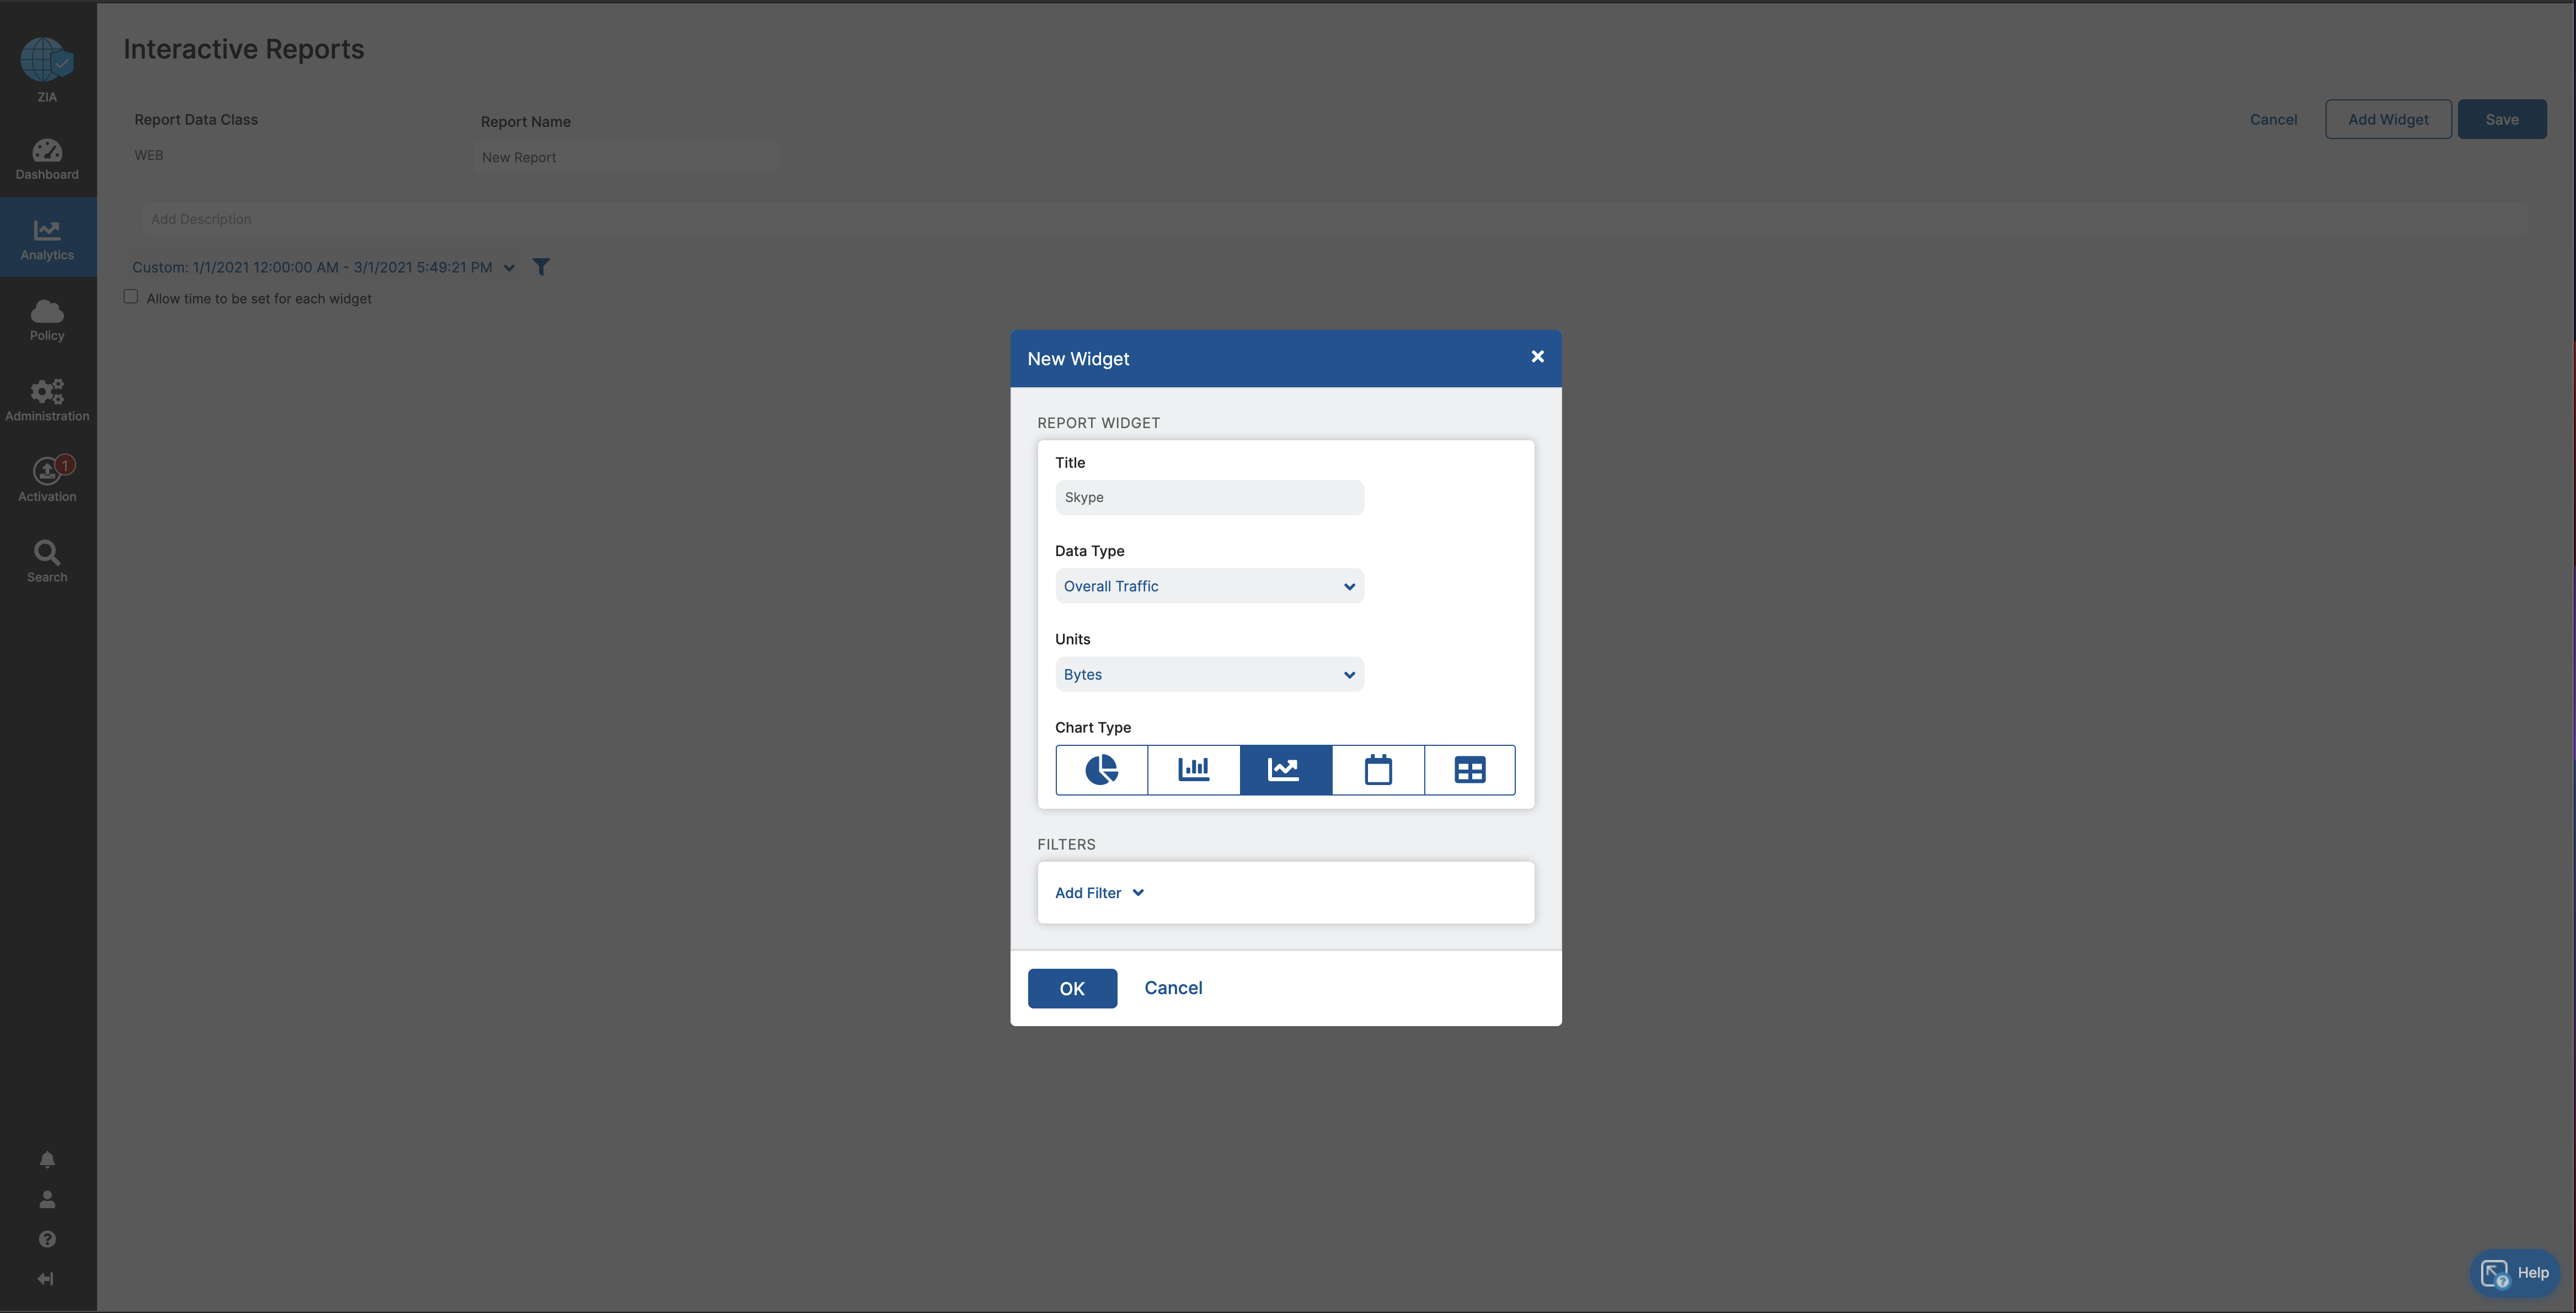 Interactive Reports
ZIA
Dashboard
Analytics
Policy
Administration
1
Activation
Search
Report Data Class
Report Name
WEB
New Report
Cancel
Add Widget
Save
Add Description
Custom: 1/1/2021 12:00:00 AM - 3/1/2021 5:49:21 PM
Allow time to be set for each widget
New Widget
REPORT WIDGET
Title
Skype
Data Type
Overall Traffic
Units
Bytes
Chart Type
FILTERS
Add Filter
OK
Cancel
Help